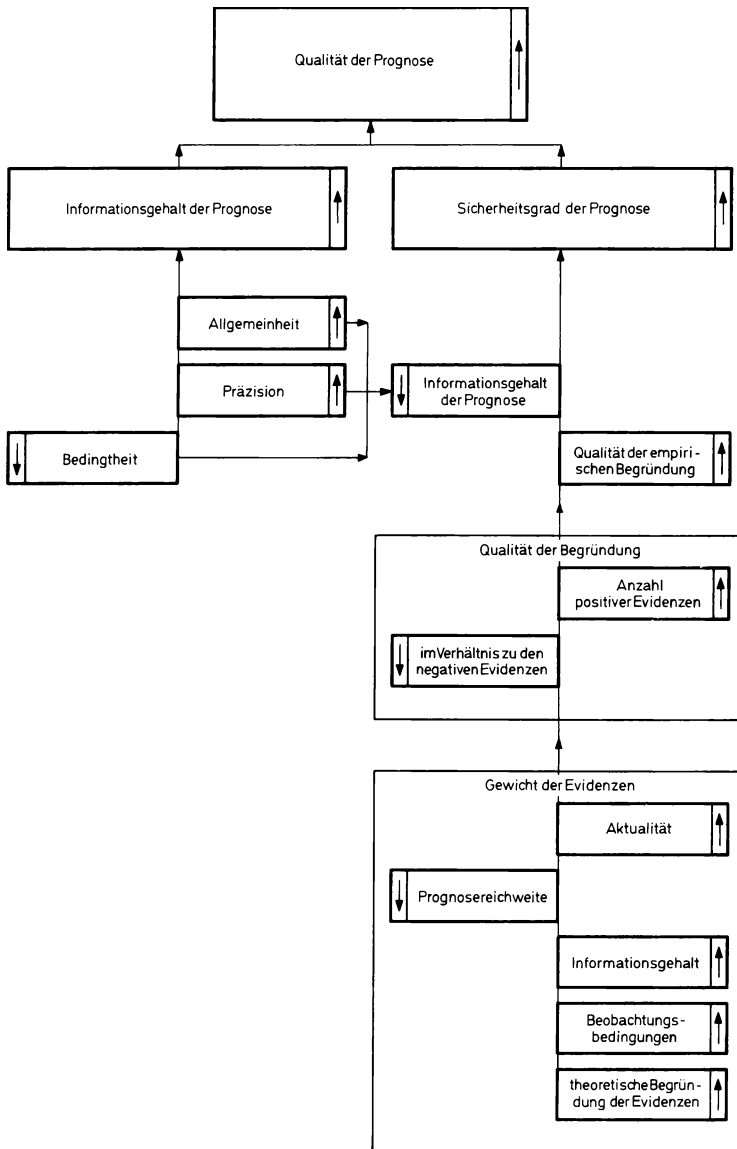 Qualität der Prognose
Informationsgehalt der Prognose
Sicherheitsgrad der Prognose
Allgemeinheit
Präzision
Informationsgehalt
der Prognose
Bedingtheit
Qualität der empiri-
schen Begründung
Qualität der Begründung
Anzahl
positiver Evidenzen
im Verhältnis zu den
negativen Evidenzen
Gewicht der Evidenzen
Aktualität
Prognosereichweite
Informationsgehalt
Beobachtungs-
bedingungen
theoretische Begrün-
dung der Evidenzen